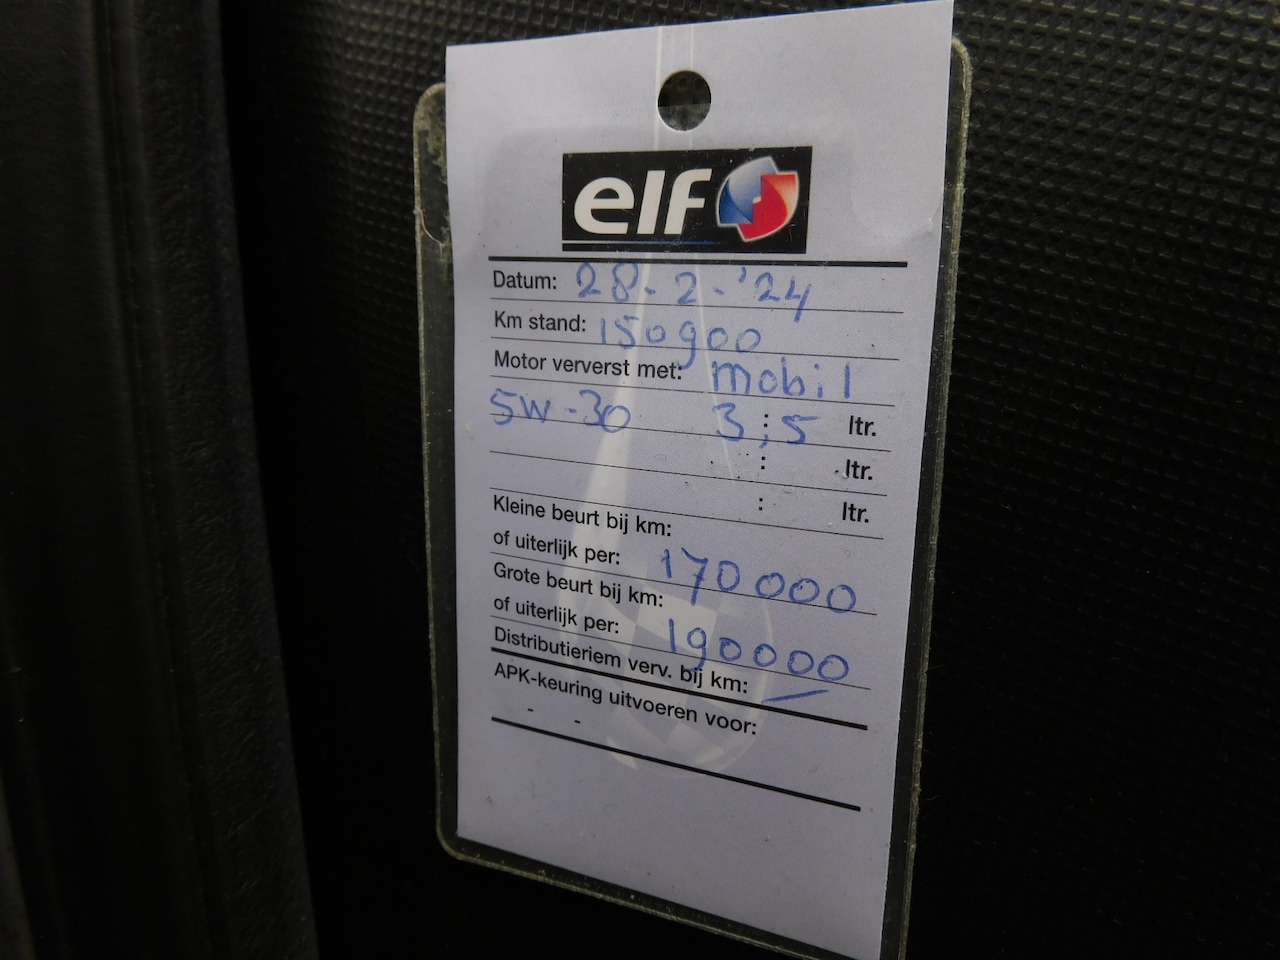 elf
Datum: 28-2-'24
Km stand: 150900
Motor ververst met: mobil
5W-30 3,5 ltr.
: ltr.
: ltr.
Kleine beurt bij km:
of uiterlijk per: 170000
Grote beurt bij km:
of uiterlijk per: 190000
Distributieriem verv. bij km: —
APK-keuring uitvoeren voor:
- -